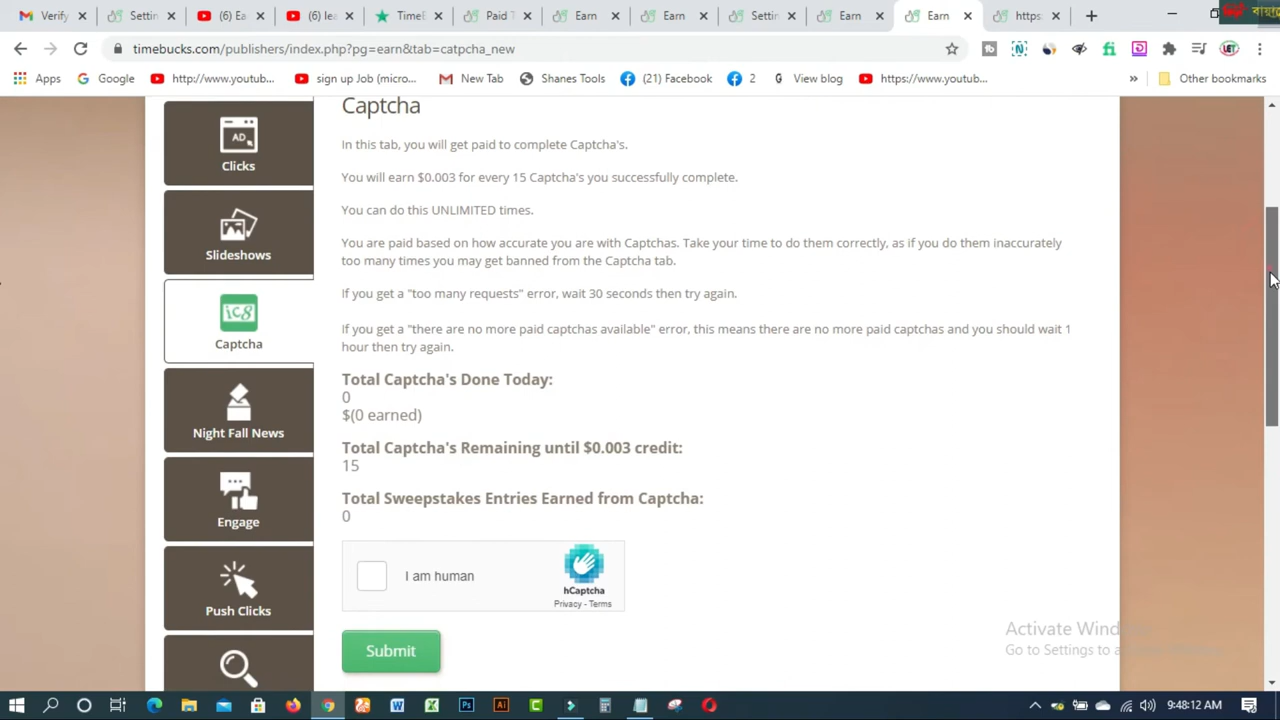 Verify
Settin
(6) Ea
(6) lea
TimeB
Paid T
Earn
Earn
Settin
Earn
Earn
https:
timebucks.com/publishers/index.php?pg=earn&tab=catpcha_new
Apps
Google
http://www.youtub...
sign up Job (micro...
New Tab
Shanes Tools
(21) Facebook
2
View blog
https://www.youtub...
Other bookmarks
AD
Clicks
Slideshows
ic8
Captcha
Night Fall News
Engage
Push Clicks
Captcha
In this tab, you will get paid to complete Captcha's.
You will earn $0.003 for every 15 Captcha's you successfully complete.
You can do this UNLIMITED times.
You are paid based on how accurate you are with Captchas. Take your time to do them correctly, as if you do them inaccurately
too many times you may get banned from the Captcha tab.
If you get a "too many requests" error, wait 30 seconds then try again.
If you get a "there are no more paid captchas available" error, this means there are no more paid captchas and you should wait 1
hour then try again.
Total Captcha's Done Today:
0
$(0 earned)
Total Captcha's Remaining until $0.003 credit:
15
Total Sweepstakes Entries Earned from Captcha:
0
I am human
hCaptcha
Privacy - Terms
Submit
Activate Wind
Go to Settings to a
9:48:12 AM